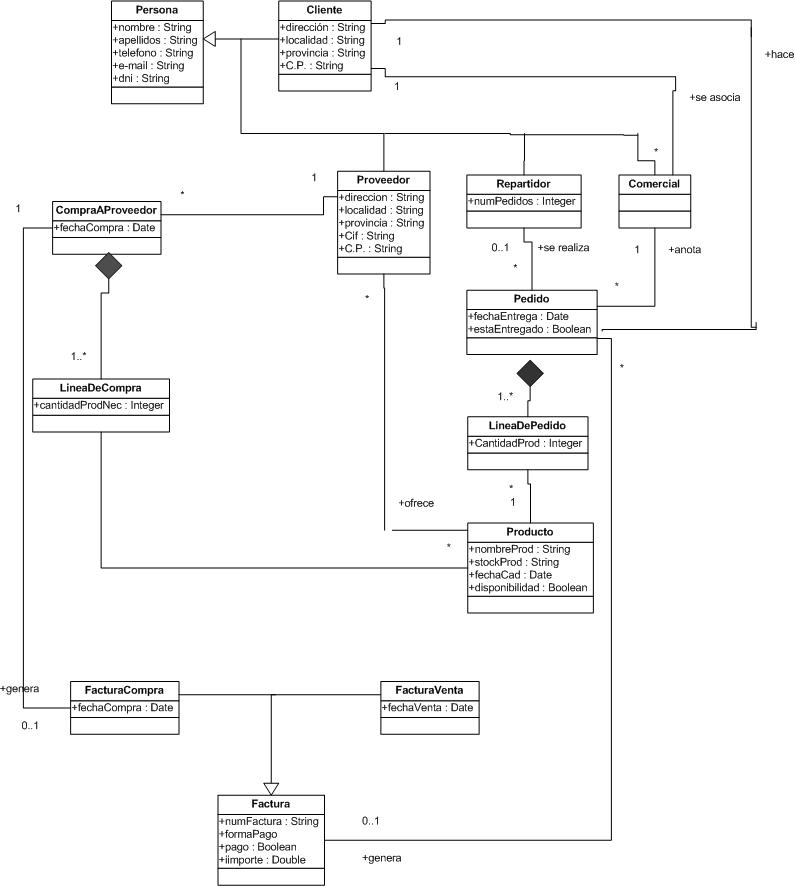 Persona
+nombre : String
+apellidos : String
+telefono : String
+e-mail : String
+dni : String
Cliente
+dirección : String
+localidad : String
+provincia : String
+C.P. : String
1
+hace
1
+se asocia
*
1
*
1
Proveedor
+direccion : String
+localidad : String
+provincia : String
+Cif : String
+C.P. : String
Repartidor
+numPedidos : Integer
Comercial
CompraAProveedor
+fechaCompra : Date
0..1
+se realiza
*
1
+anota
*
*
Pedido
+fechaEntrega : Date
+estaEntregado : Boolean
*
1..*
LineaDeCompra
+cantidadProdNec : Integer
1..*
LineaDePedido
+CantidadProd : Integer
*
1
+ofrece
*
Producto
+nombreProd : String
+stockProd : String
+fechaCad : Date
+disponibilidad : Boolean
+genera
0..1
FacturaCompra
+fechaCompra : Date
FacturaVenta
+fechaVenta : Date
Factura
+numFactura : String
+formaPago
+pago : Boolean
+iimporte : Double
0..1
+genera